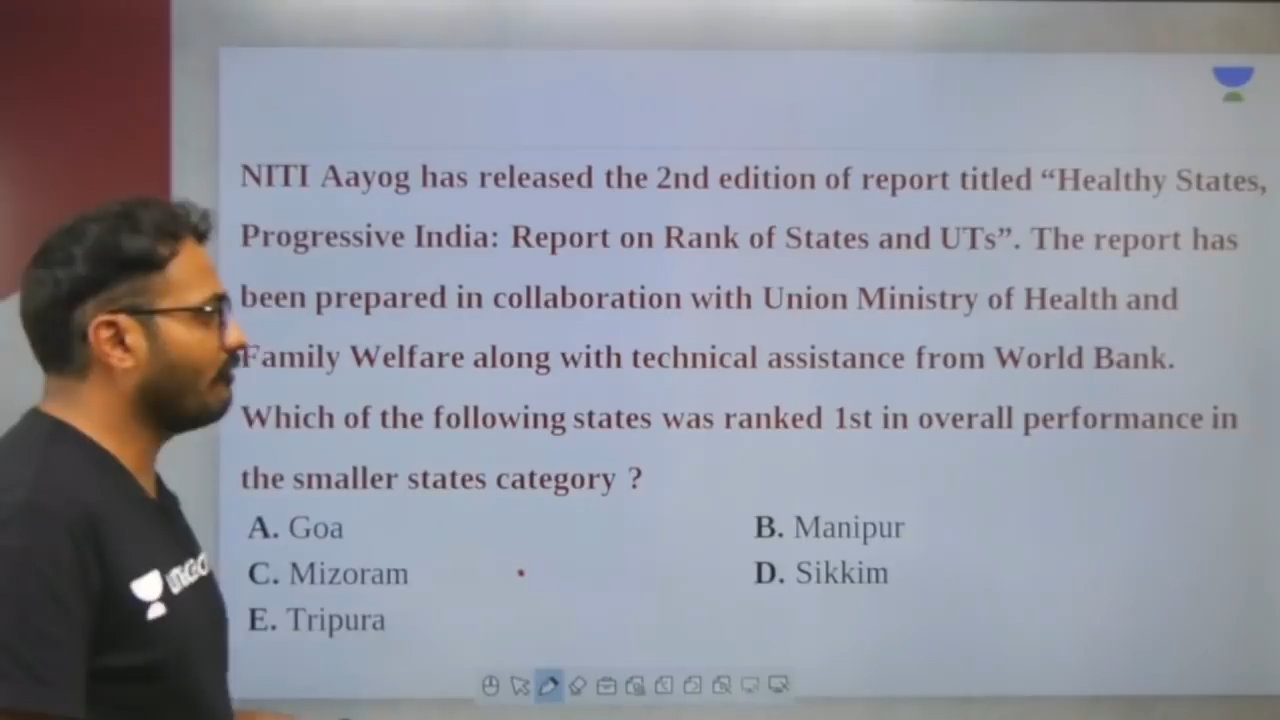 NITI Aayog has released the 2nd edition of report titled “Healthy States,
Progressive India: Report on Rank of States and UTs”. The report has
been prepared in collaboration with Union Ministry of Health and
Family Welfare along with technical assistance from World Bank.
Which of the following states was ranked 1st in overall performance in
the smaller states category ?
A. Goa
B. Manipur
C. Mizoram
D. Sikkim
E. Tripura